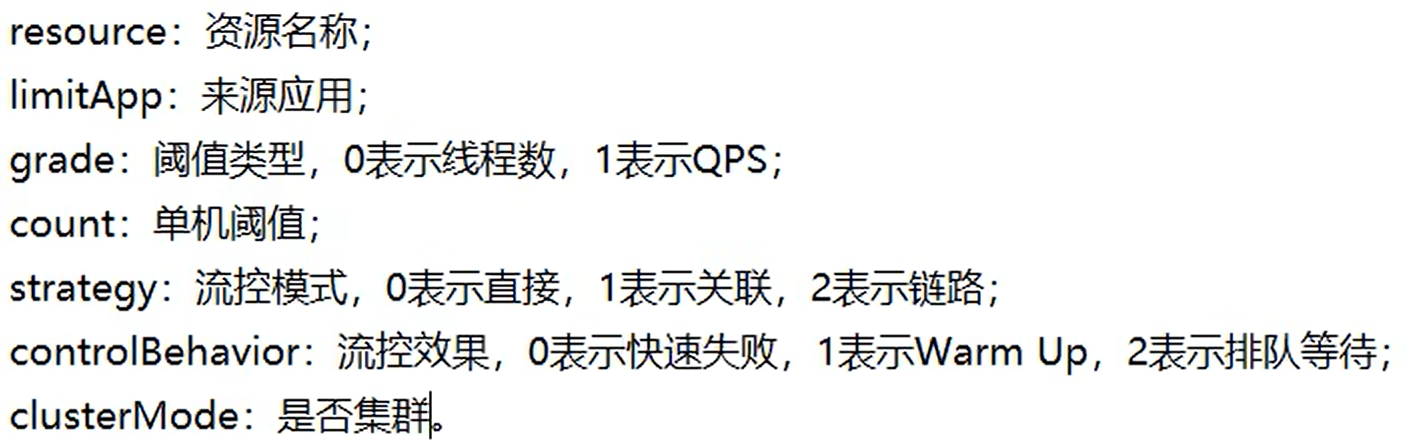 resource：资源名称；
limitApp：来源应用；
grade：阈值类型，0表示线程数，1表示QPS；
count：单机阈值；
strategy：流控模式，0表示直接，1表示关联，2表示链路；
controlBehavior：流控效果，0表示快速失败，1表示Warm Up，2表示排队等待；
clusterMode：是否集群。